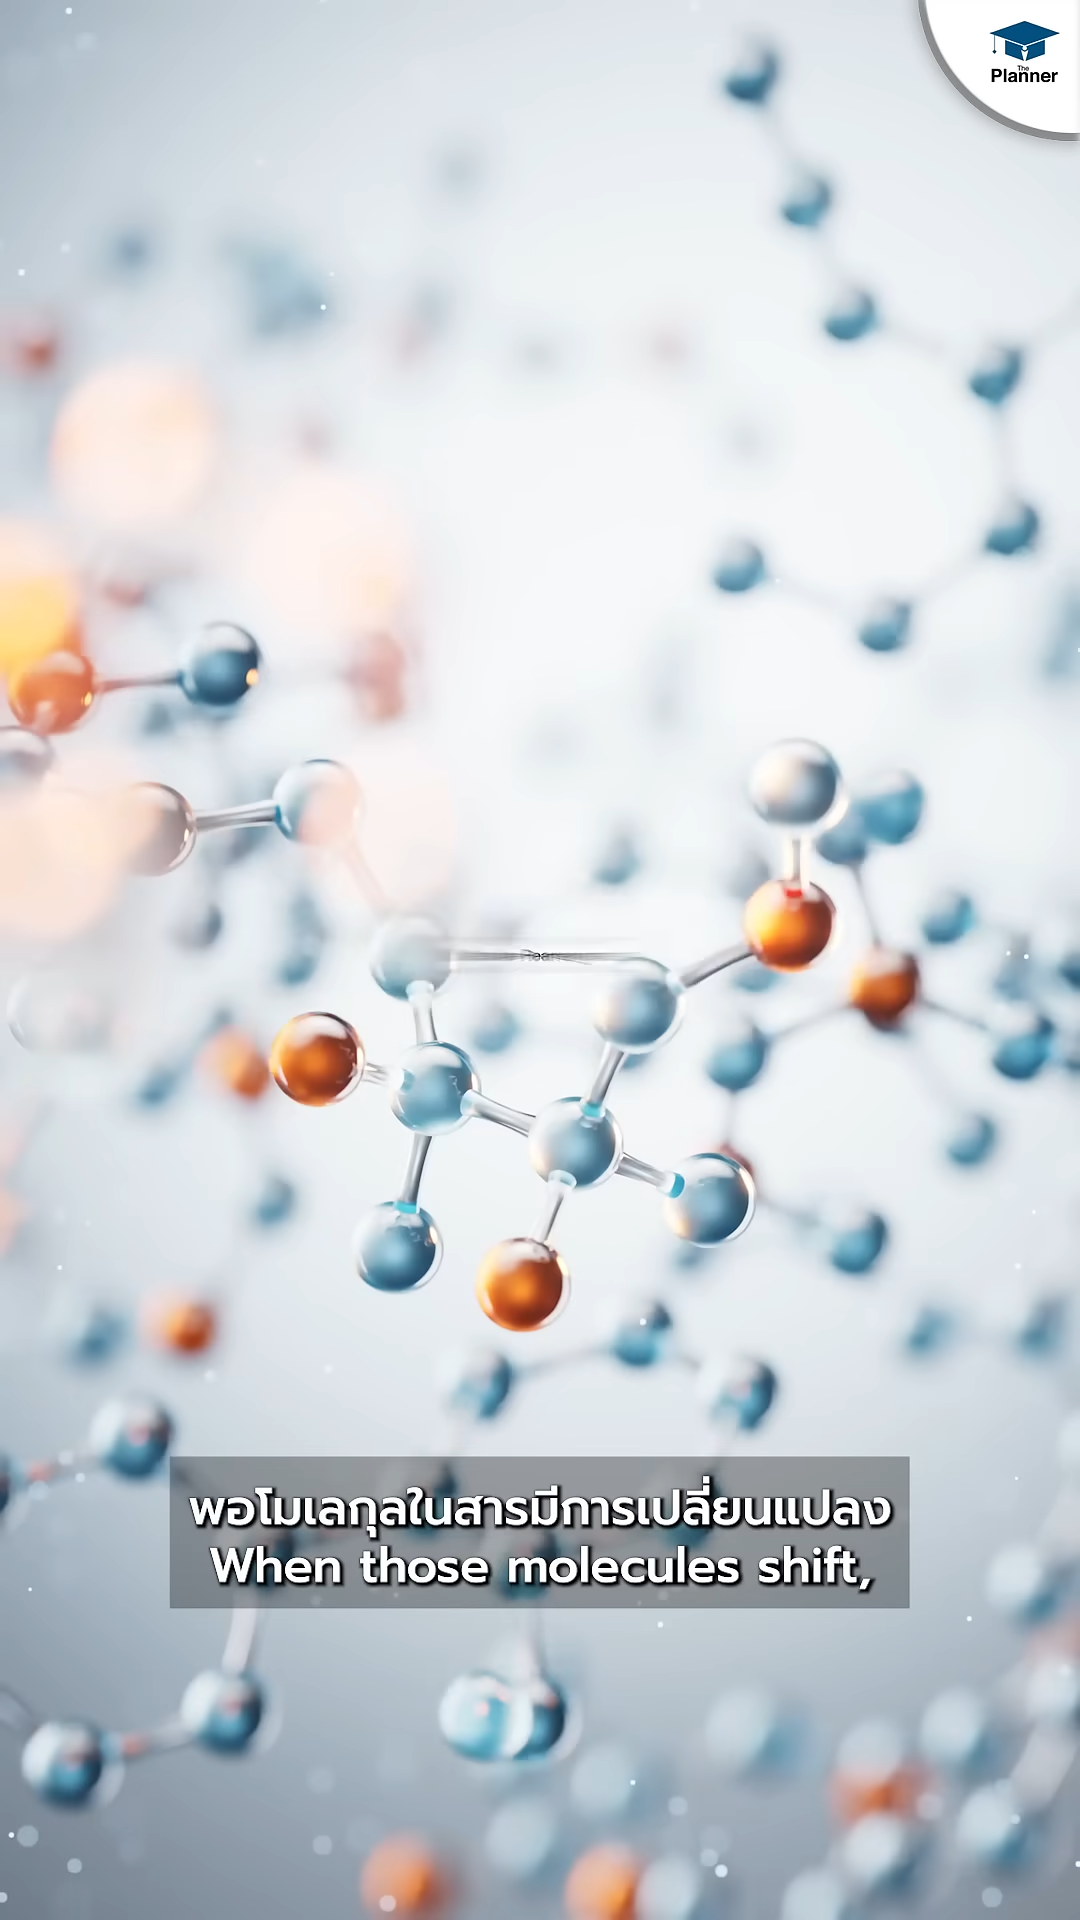 The
Planner
พอโมเลกุลในสารมีการเปลี่ยนแปลง
When those molecules shift,